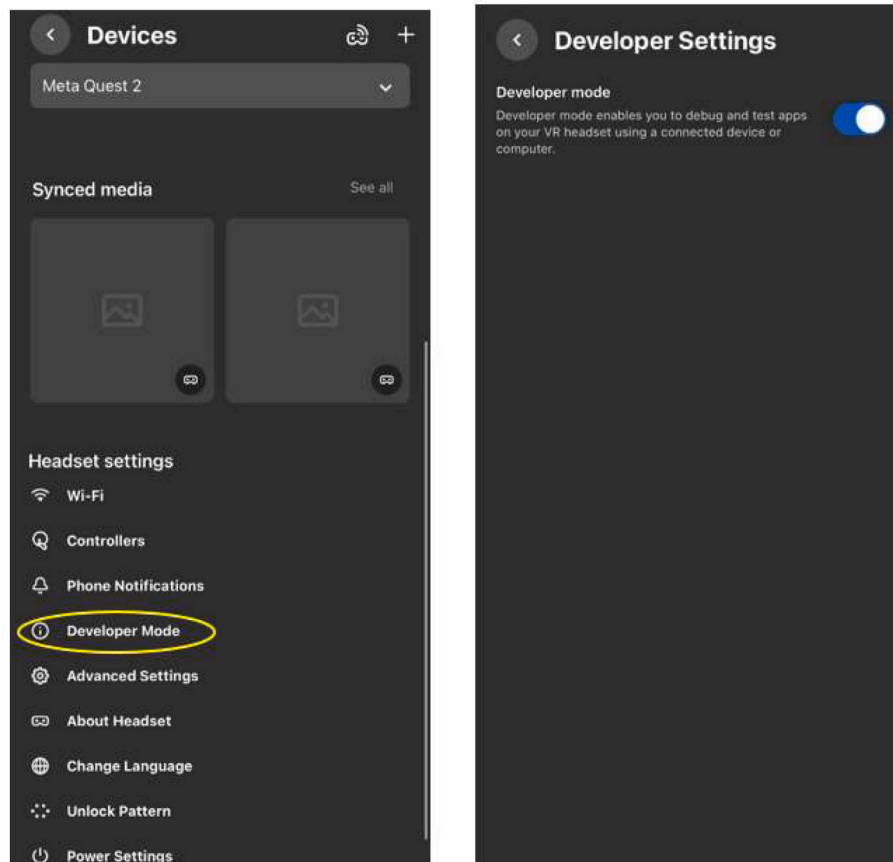 Devices
Meta Quest 2
Synced media
See all
Headset settings
Wi-Fi
Controllers
Phone Notifications
Developer Mode
Advanced Settings
About Headset
Change Language
Unlock Pattern
Power Settings
Developer Settings
Developer mode
Developer mode enables you to debug and test apps
on your VR headset using a connected device or
computer.